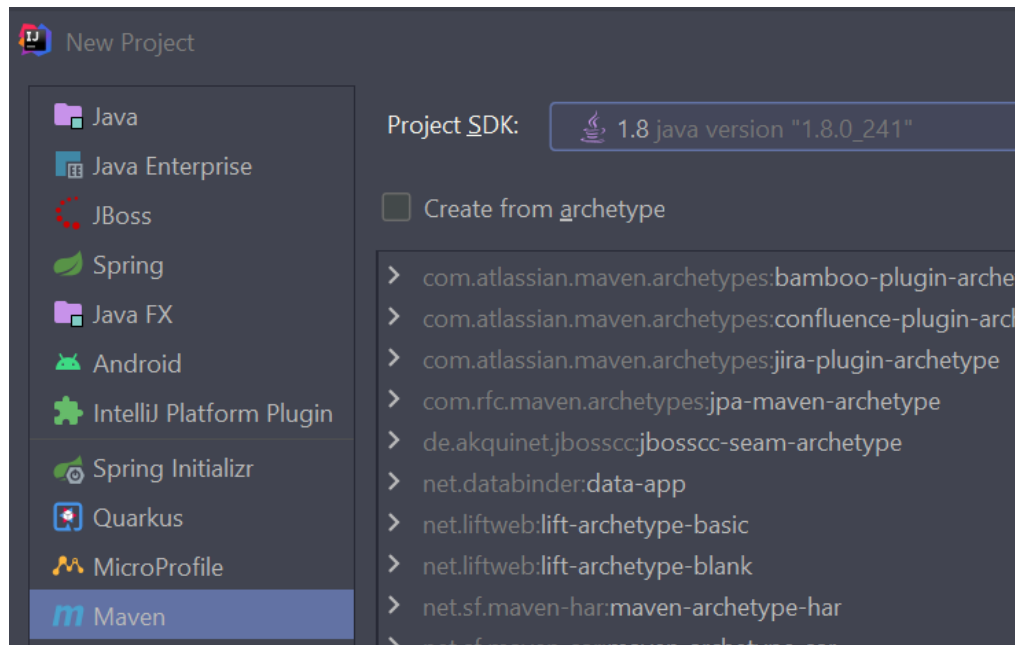 New Project
Java
Java Enterprise
JBoss
Spring
Java FX
Android
IntelliJ Platform Plugin
Spring Initializr
Quarkus
MicroProfile
Maven
Project SDK: 1.8 java version "1.8.0_241"
Create from archetype
com.atlassian.maven.archetypes:bamboo-plugin-arche
com.atlassian.maven.archetypes:confluence-plugin-arch
com.atlassian.maven.archetypes:jira-plugin-archetype
com.rfc.maven.archetypes:jpa-maven-archetype
de.akquinet.jbosscc:jbosscc-seam-archetype
net.databinder:data-app
net.liftweb:lift-archetype-basic
net.liftweb:lift-archetype-blank
net.sf.maven-har:maven-archetype-har